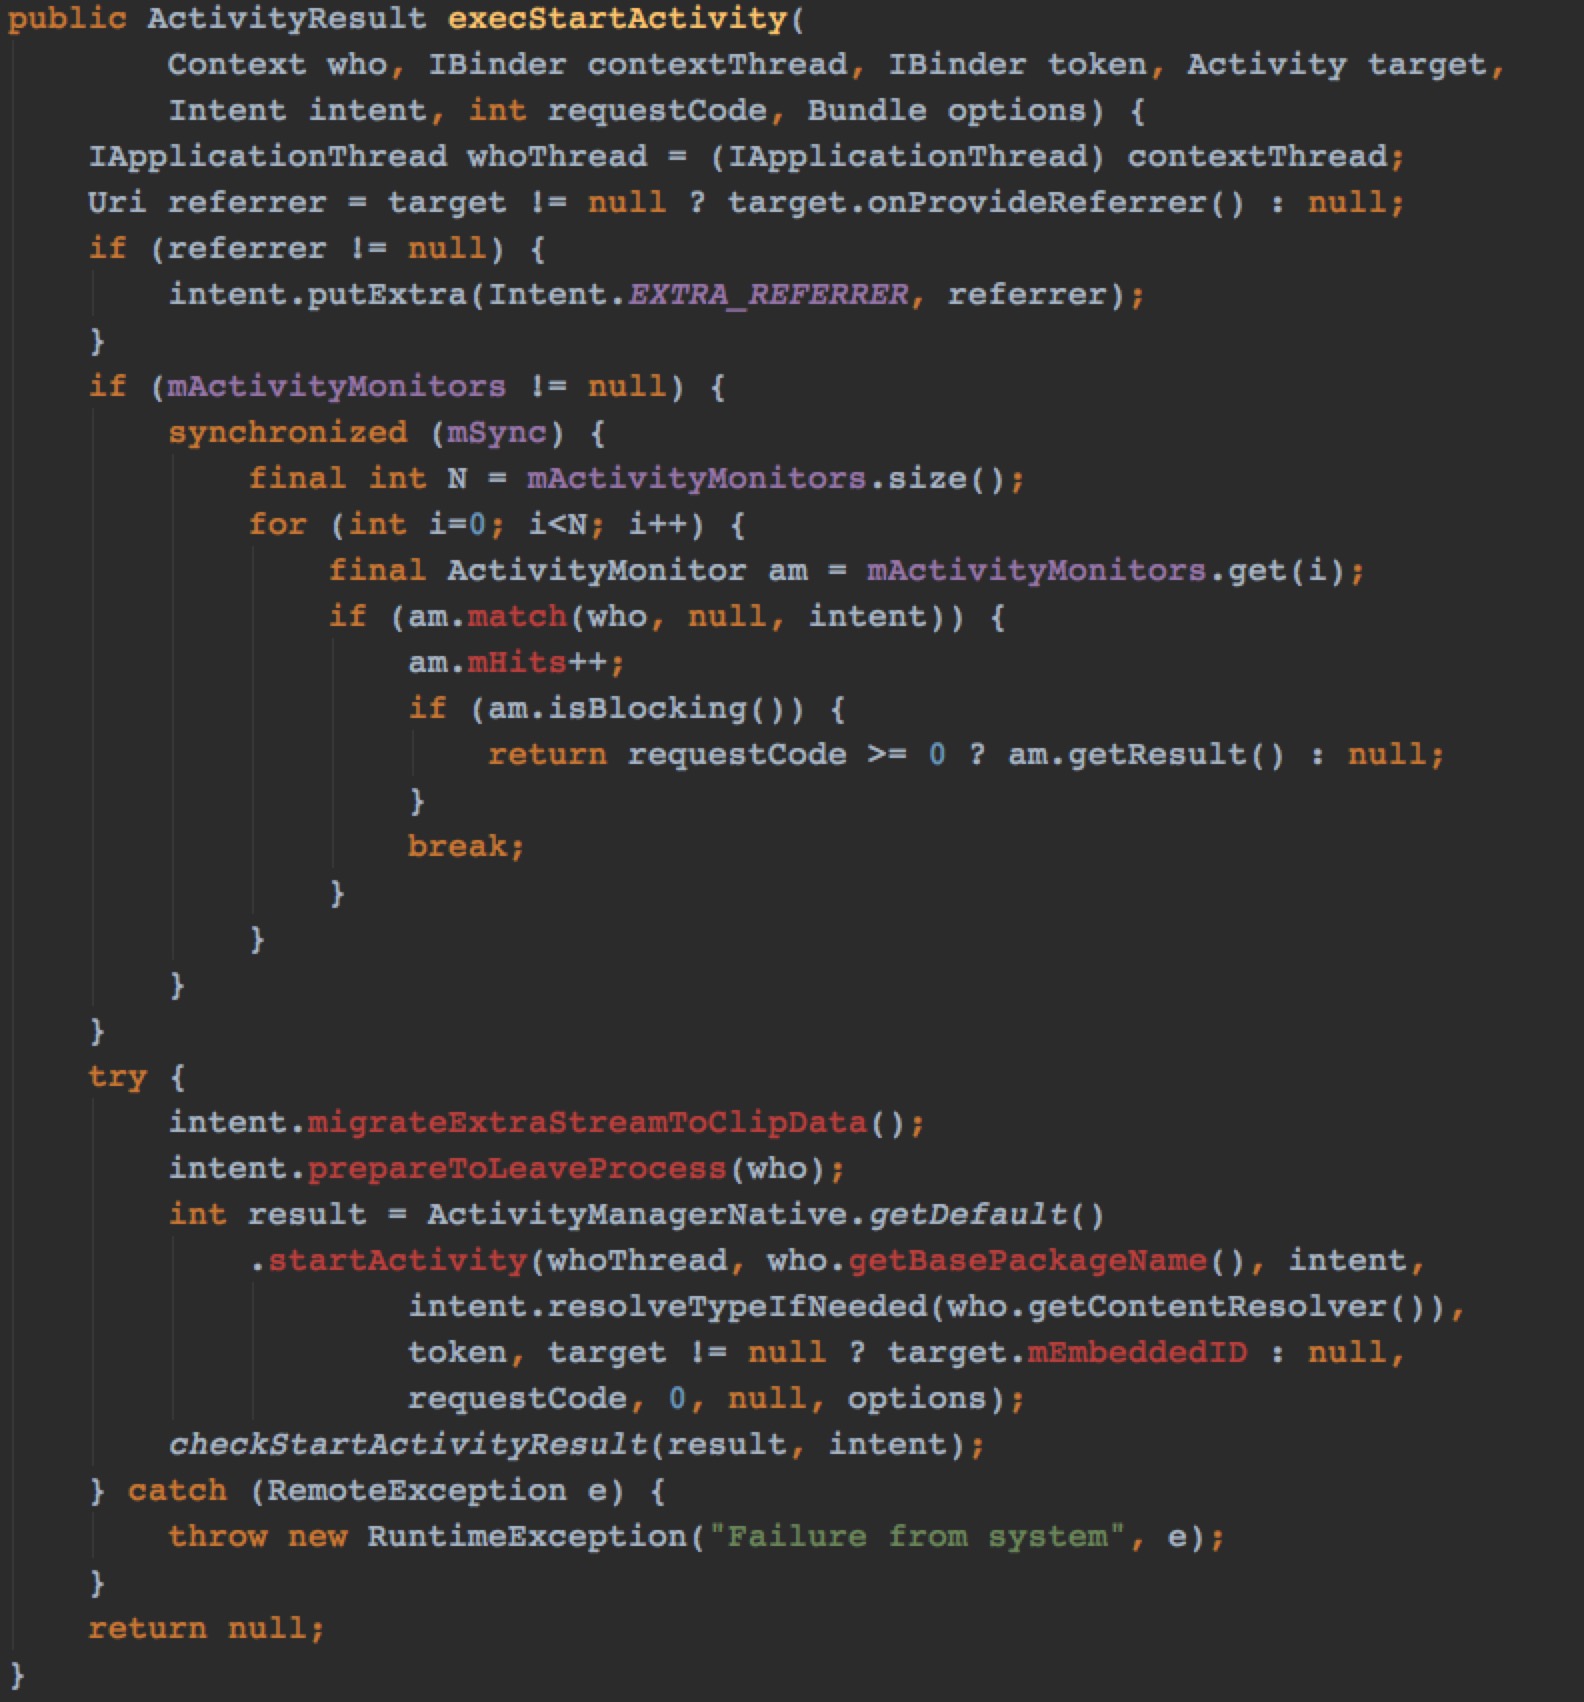 public ActivityResult execStartActivity(
        Context who, IBinder contextThread, IBinder token, Activity target,
        Intent intent, int requestCode, Bundle options) {
    IApplicationThread whoThread = (IApplicationThread) contextThread;
    Uri referrer = target != null ? target.onProvideReferrer() : null;
    if (referrer != null) {
        intent.putExtra(Intent.EXTRA_REFERRER, referrer);
    }
    if (mActivityMonitors != null) {
        synchronized (mSync) {
            final int N = mActivityMonitors.size();
            for (int i=0; i<N; i++) {
                final ActivityMonitor am = mActivityMonitors.get(i);
                if (am.match(who, null, intent)) {
                    am.mHits++;
                    if (am.isBlocking()) {
                        return requestCode >= 0 ? am.getResult() : null;
                    }
                    break;
                }
            }
        }
    }
    try {
        intent.migrateExtraStreamToClipData();
        intent.prepareToLeaveProcess(who);
        int result = ActivityManagerNative.getDefault()
            .startActivity(whoThread, who.getBasePackageName(), intent,
                    intent.resolveTypeIfNeeded(who.getContentResolver()),
                    token, target != null ? target.mEmbeddedID : null,
                    requestCode, 0, null, options);
        checkStartActivityResult(result, intent);
    } catch (RemoteException e) {
        throw new RuntimeException("Failure from system", e);
    }
    return null;
}